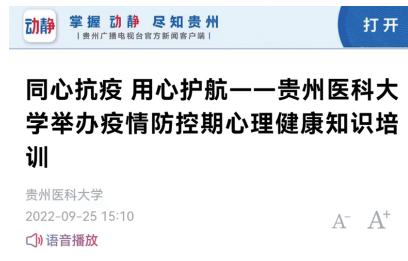 动静
掌握 动静 尽知贵州
|贵州广播电视台官方新闻客户端|
打开
同心抗疫 用心护航——贵州医科大
学举办疫情防控期心理健康知识培
训
贵州医科大学
2022-09-25 15:10
A- A+
语音播放